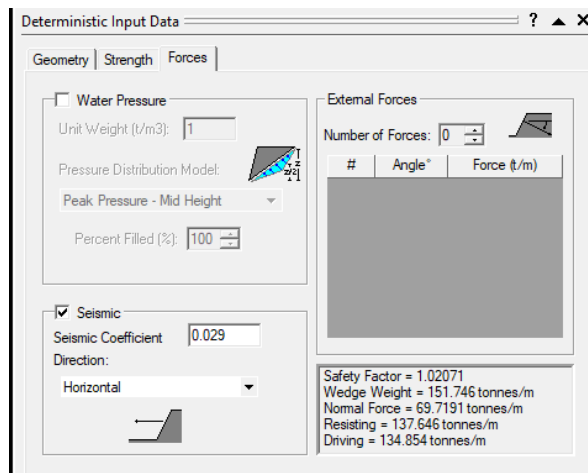 Deterministic Input Data ? ▲ ✕
Geometry Strength Forces
Water Pressure
Unit Weight (t/m3): 1
Pressure Distribution Model:
z/2 z
Peak Pressure - Mid Height
Percent Filled (%): 100
Seismic
Seismic Coefficient 0.029
Direction:
Horizontal
External Forces
Number of Forces: 0
# Angle° Force (t/m)
Safety Factor = 1.02071
Wedge Weight = 151.746 tonnes/m
Normal Force = 69.7191 tonnes/m
Resisting = 137.646 tonnes/m
Driving = 134.854 tonnes/m